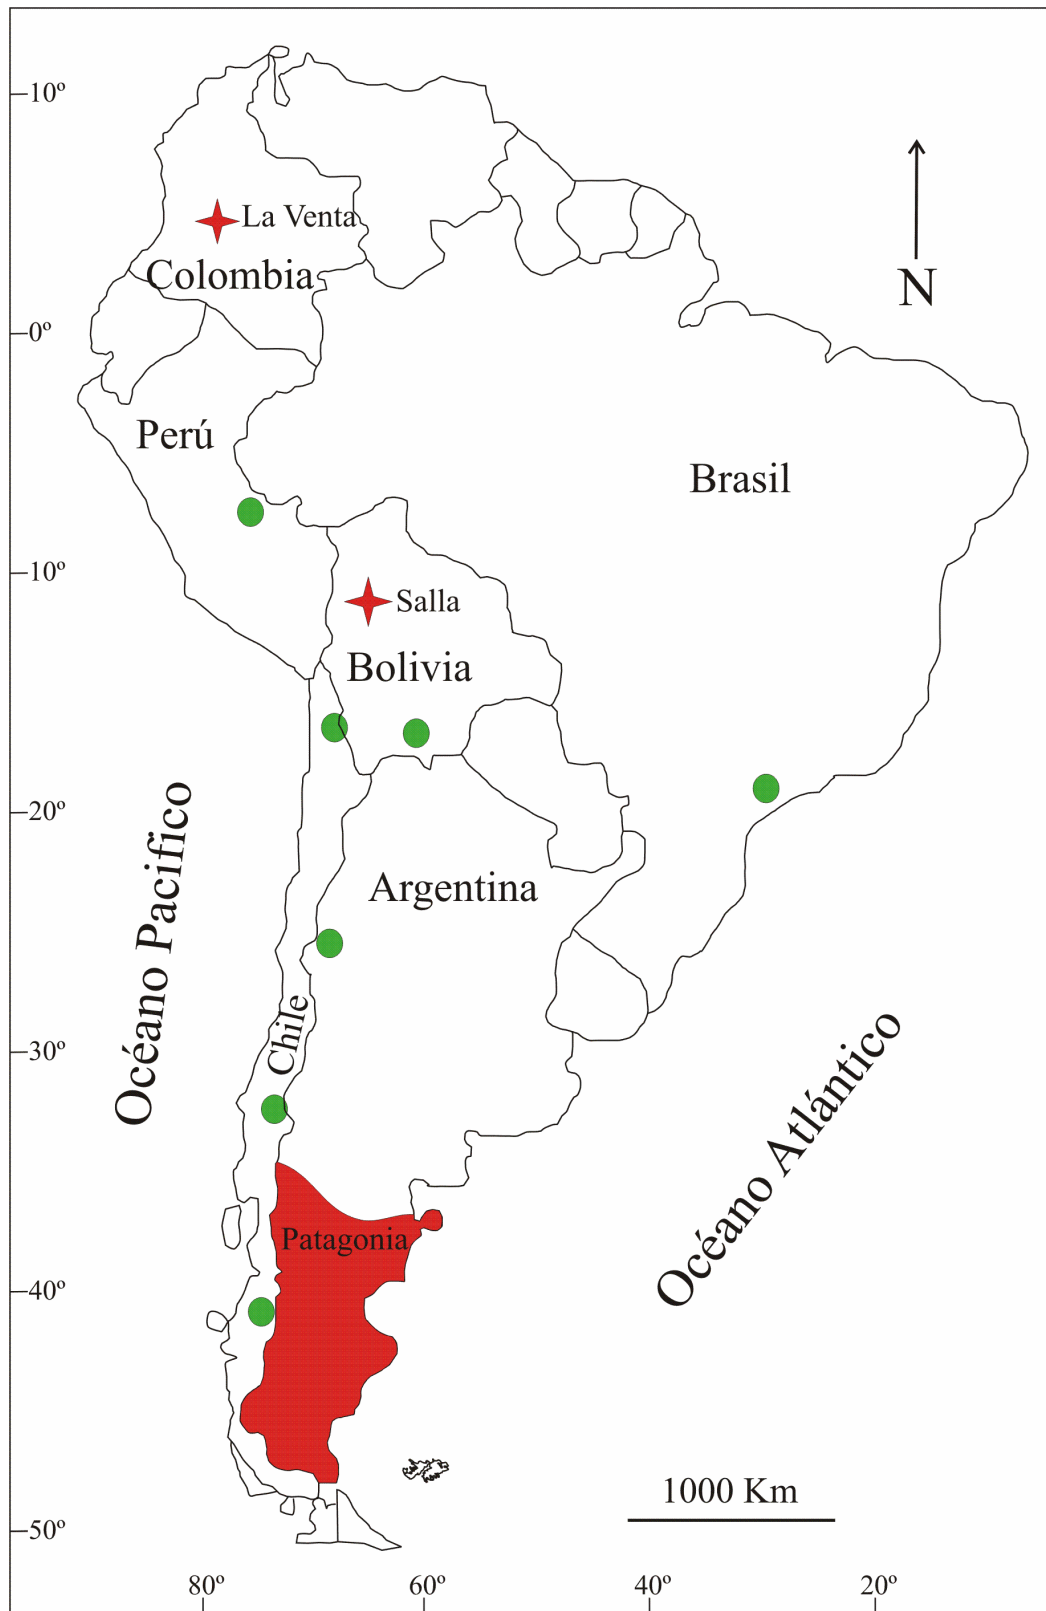 10º
La Venta
Colombia
N
0º
Perú
Brasil
10º
Salla
Bolivia
Océano Pacifico
20º
Argentina
Chile
30º
Océano Atlántico
Patagonia
40º
1000 Km
50º
80º 60º 40º 20º